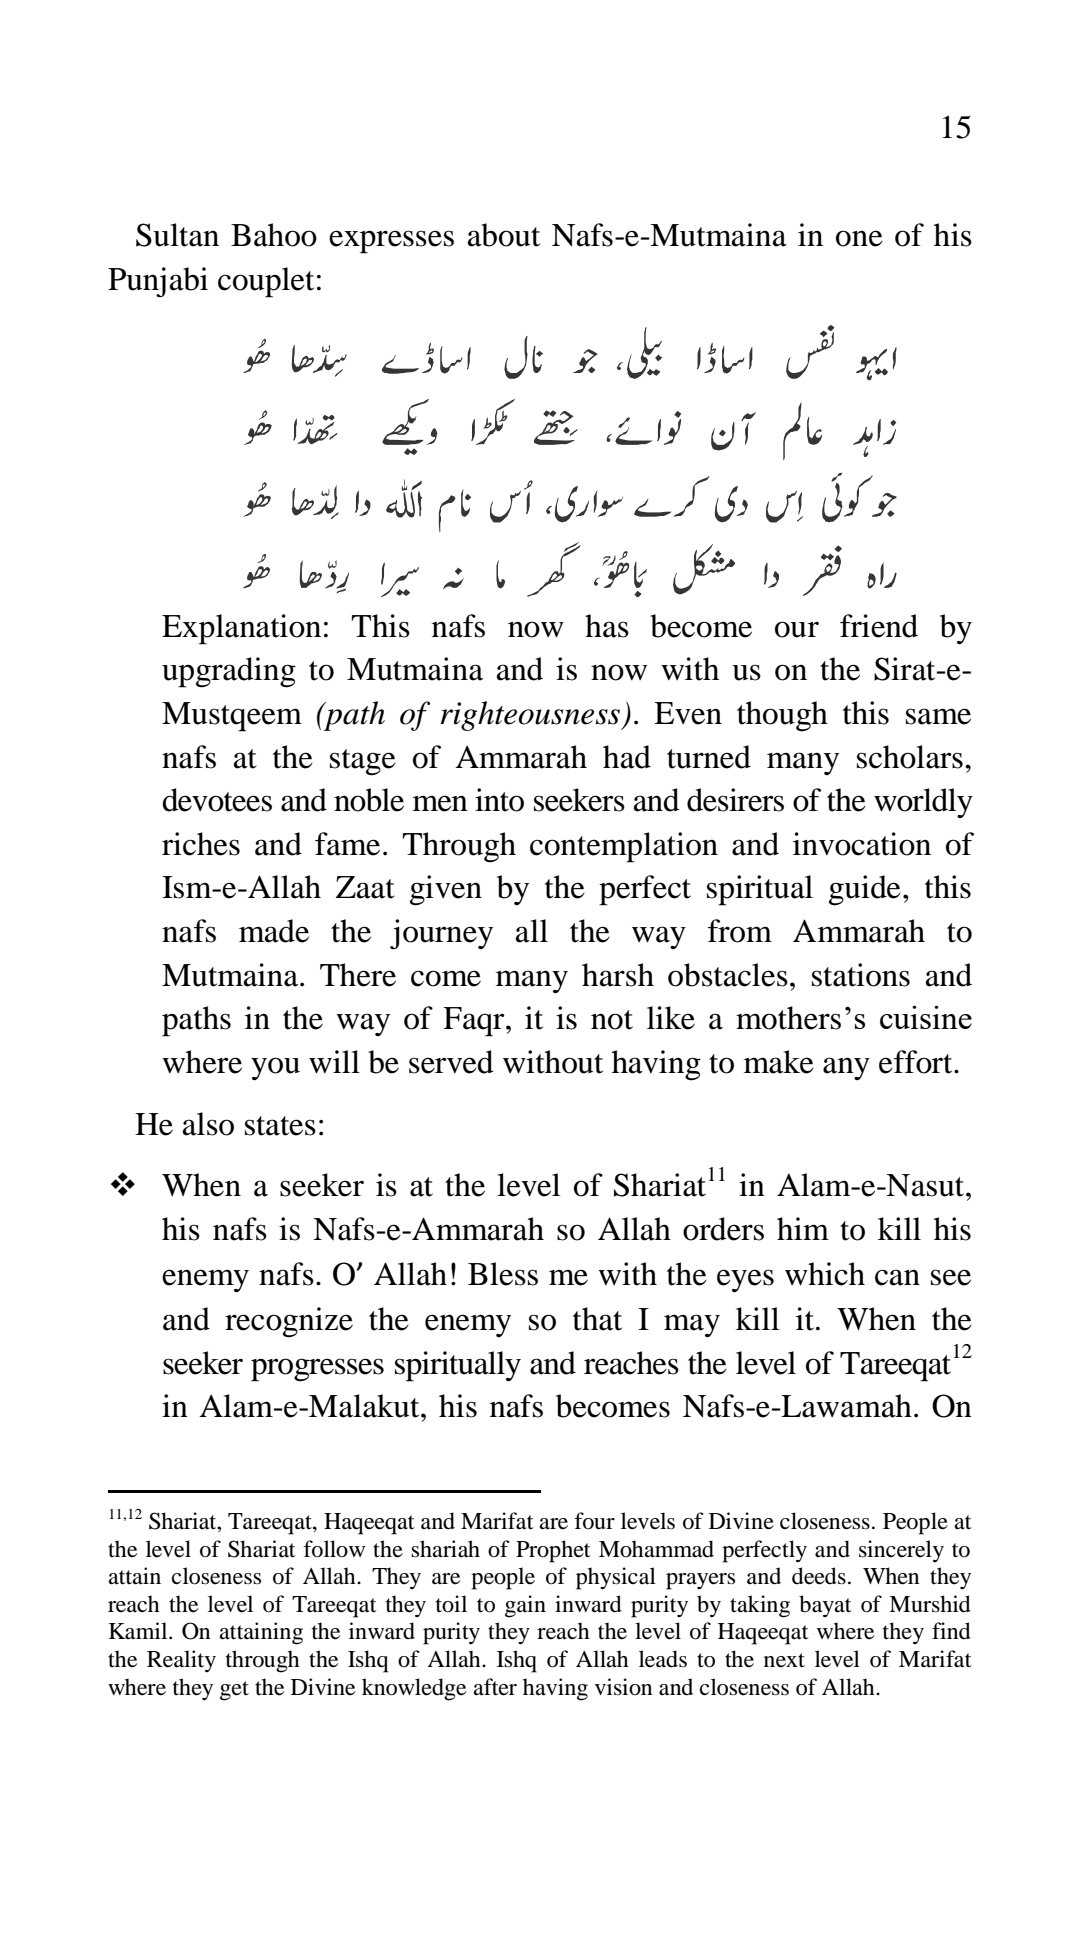 15
Sultan Bahoo expresses about Nafs-e-Mutmaina in one of his
Punjabi couplet:
ایہو نفس اساڈا بیلی، جو نال اساڈے سِدّھا ھُو
زاہد عالم آن نوائے، جِتھے ٹکڑا ویکھے تِھدّا ھُو
جو کوئی اِس دی کرے سواری، اُس نام اَللّٰہ دا لِدّھا ھُو
راہ فقر دا مشکل بَاھُوؒ، گھر ما نہ سیرا رِدّھا ھُو
Explanation: This nafs now has become our friend by
upgrading to Mutmaina and is now with us on the Sirat-e-
Mustqeem (path of righteousness). Even though this same
nafs at the stage of Ammarah had turned many scholars,
devotees and noble men into seekers and desirers of the worldly
riches and fame. Through contemplation and invocation of
Ism-e-Allah Zaat given by the perfect spiritual guide, this
nafs made the journey all the way from Ammarah to
Mutmaina. There come many harsh obstacles, stations and
paths in the way of Faqr, it is not like a mothers’s cuisine
where you will be served without having to make any effort.
He also states:
❖ When a seeker is at the level of Shariat11 in Alam-e-Nasut,
his nafs is Nafs-e-Ammarah so Allah orders him to kill his
enemy nafs. O′ Allah! Bless me with the eyes which can see
and recognize the enemy so that I may kill it. When the
seeker progresses spiritually and reaches the level of Tareeqat12
in Alam-e-Malakut, his nafs becomes Nafs-e-Lawamah. On
11,12 Shariat, Tareeqat, Haqeeqat and Marifat are four levels of Divine closeness. People at
the level of Shariat follow the shariah of Prophet Mohammad perfectly and sincerely to
attain closeness of Allah. They are people of physical prayers and deeds. When they
reach the level of Tareeqat they toil to gain inward purity by taking bayat of Murshid
Kamil. On attaining the inward purity they reach the level of Haqeeqat where they find
the Reality through the Ishq of Allah. Ishq of Allah leads to the next level of Marifat
where they get the Divine knowledge after having vision and closeness of Allah.